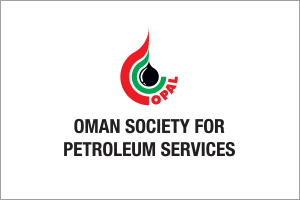 OPAL
OMAN SOCIETY FOR
PETROLEUM SERVICES